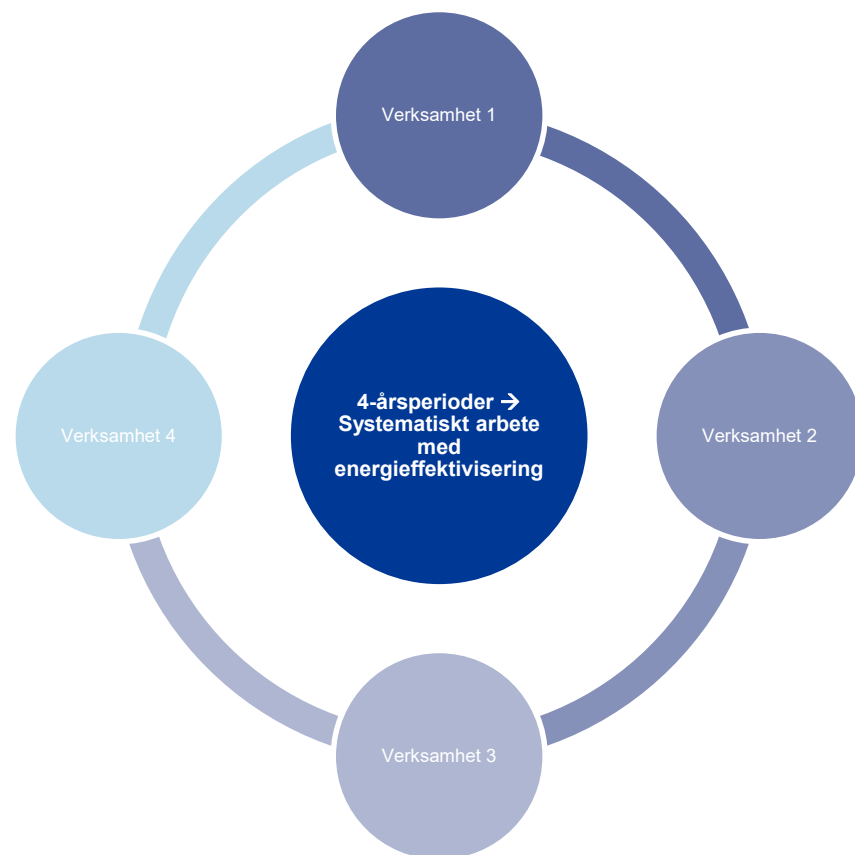 Verksamhet 1
4-årsperioder →
Systematiskt arbete
med
energieffektivisering
Verksamhet 4
Verksamhet 2
Verksamhet 3